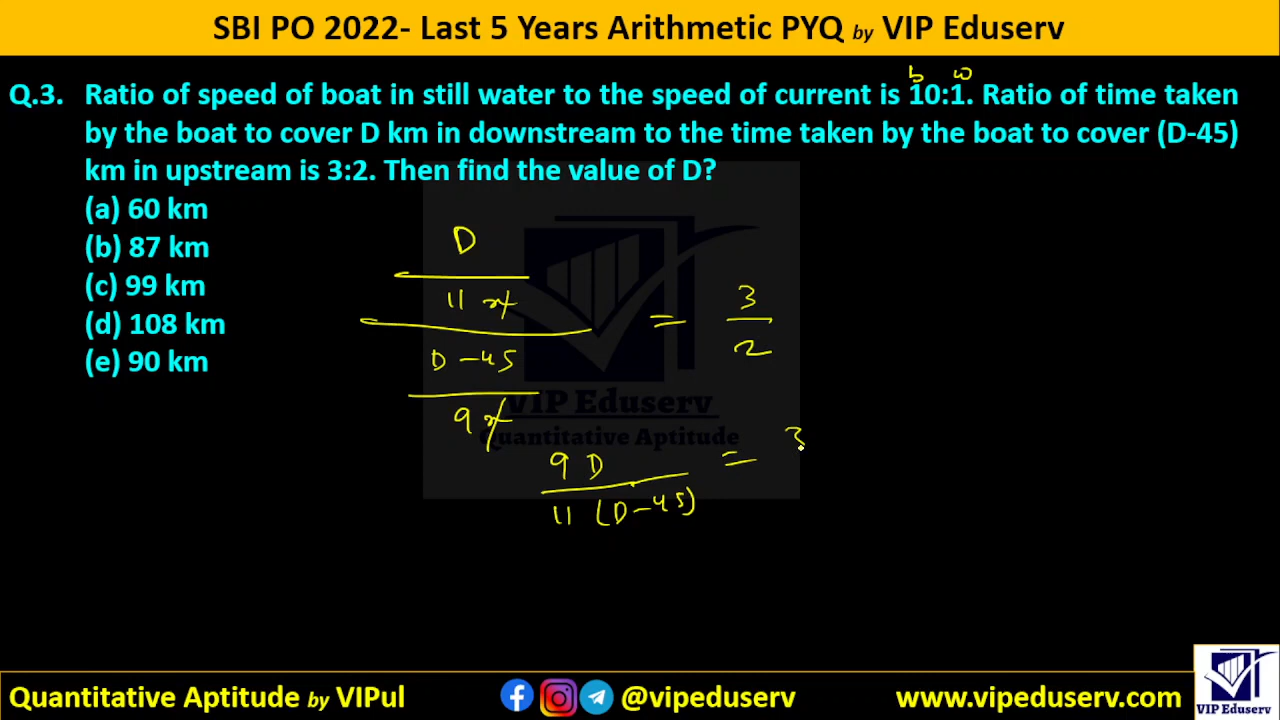 SBI PO 2022- Last 5 Years Arithmetic PYQ by VIP Eduserv
b w
Q.3. Ratio of speed of boat in still water to the speed of current is 10:1. Ratio of time taken
by the boat to cover D km in downstream to the time taken by the boat to cover (D-45)
km in upstream is 3:2. Then find the value of D?
(a) 60 km
(b) 87 km
(c) 99 km
(d) 108 km
(e) 90 km
D
11 x
D-45
9x
= 3
2
9 D
11 (D-45)
= 3
VIP Eduserv
Quantitative Aptitude
Quantitative Aptitude by VIPul
@vipeduserv
www.vipeduserv.com
VIP Eduserv